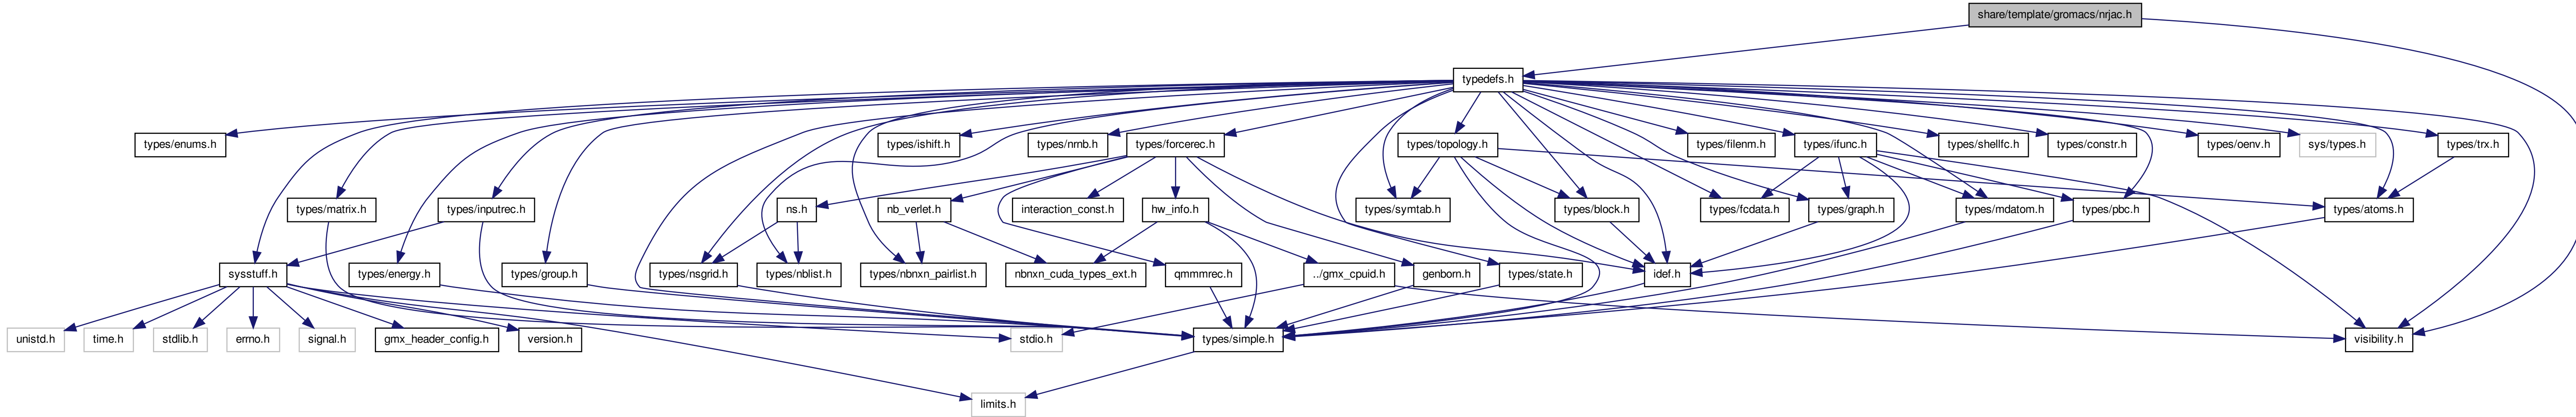 share/template/gromacs/nrjac.h
typedefs.h
types/enums.h
types/ishift.h
types/nrnb.h
types/forcerec.h
types/topology.h
types/filenm.h
types/ifunc.h
types/shellfc.h
types/constr.h
types/oenv.h
sys/types.h
types/trx.h
types/matrix.h
types/inputrec.h
ns.h
nb_verlet.h
interaction_const.h
hw_info.h
types/symtab.h
types/block.h
types/fcdata.h
types/graph.h
types/mdatom.h
types/pbc.h
types/atoms.h
sysstuff.h
types/energy.h
types/group.h
types/nsgrid.h
types/nblist.h
types/nbnxn_pairlist.h
nbnxn_cuda_types_ext.h
qmmmrec.h
../gmx_cpuid.h
genborn.h
types/state.h
idef.h
unistd.h
time.h
stdlib.h
errno.h
signal.h
gmx_header_config.h
version.h
stdio.h
types/simple.h
visibility.h
limits.h